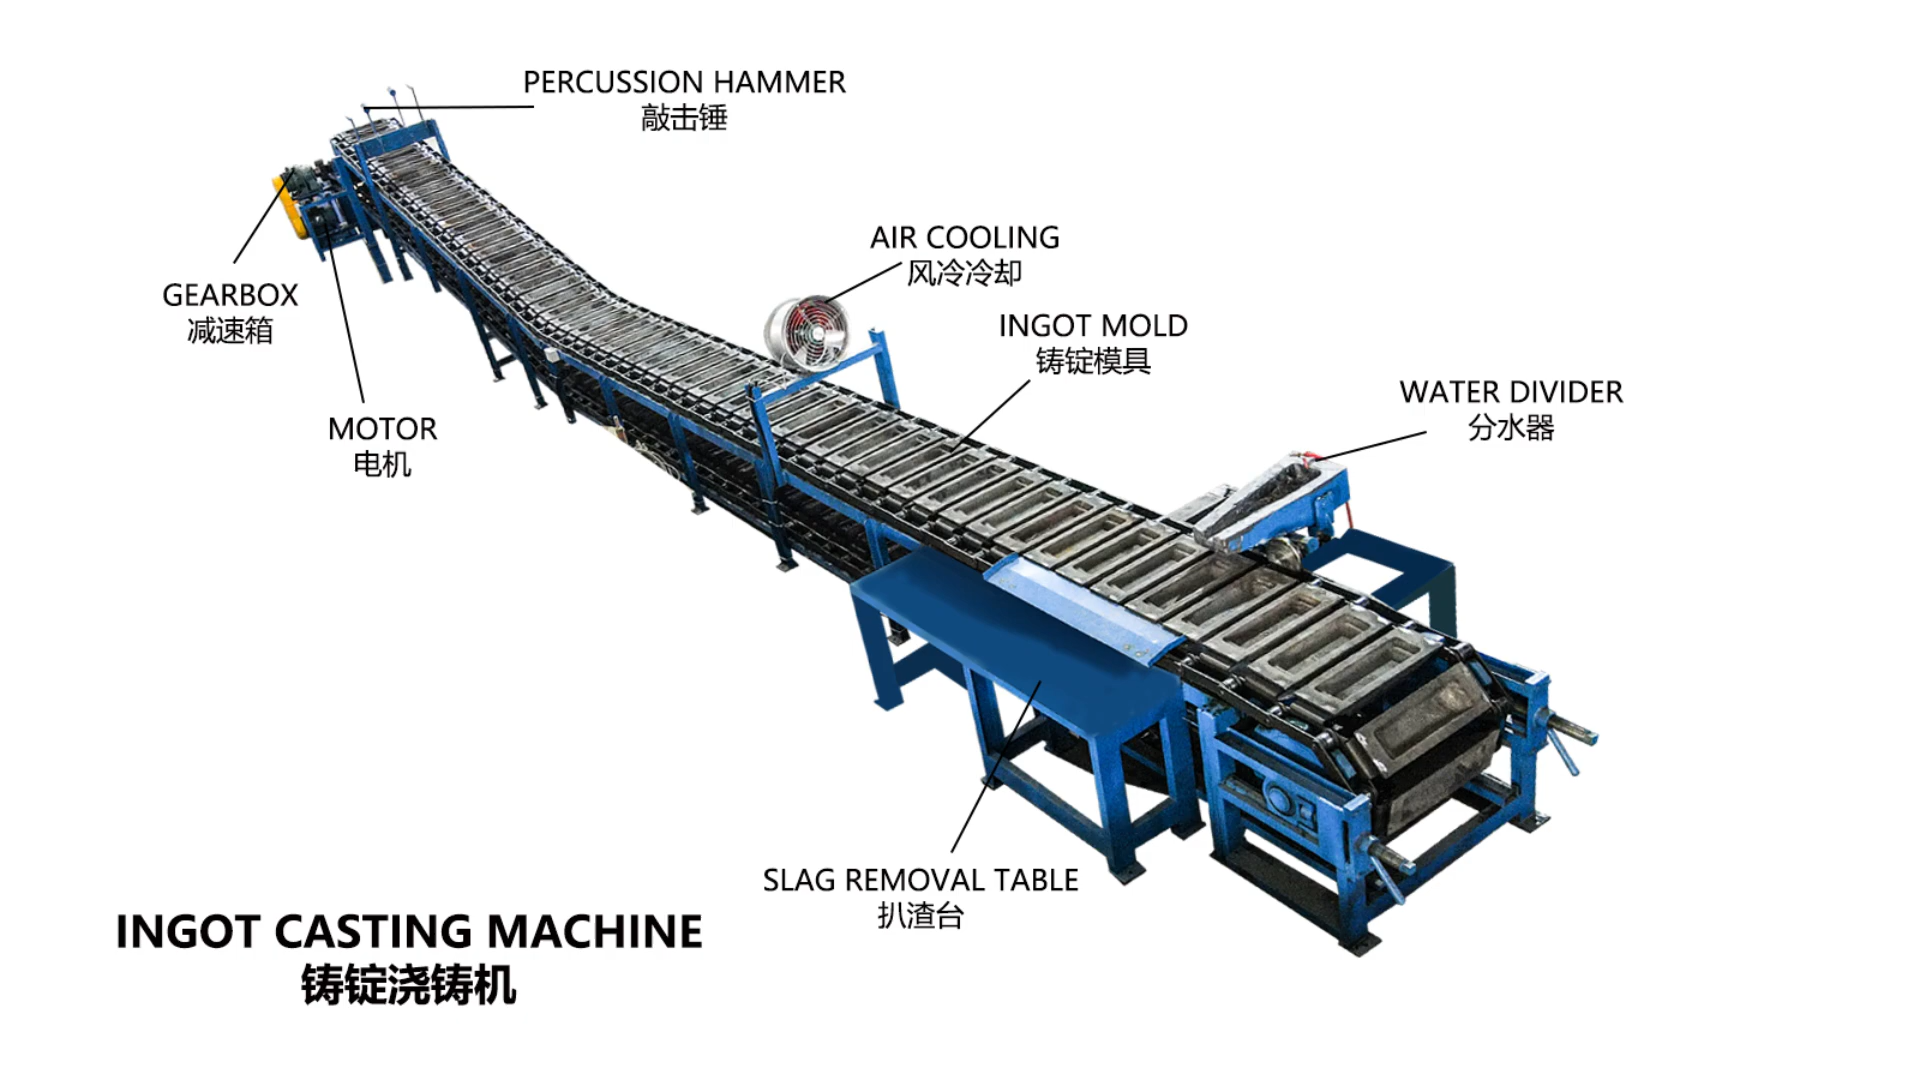 PERCUSSION HAMMER
敲击锤
AIR COOLING
风冷冷却
GEARBOX
减速箱
INGOT MOLD
铸锭模具
WATER DIVIDER
分水器
MOTOR
电机
SLAG REMOVAL TABLE
扒渣台
INGOT CASTING MACHINE
铸锭浇铸机